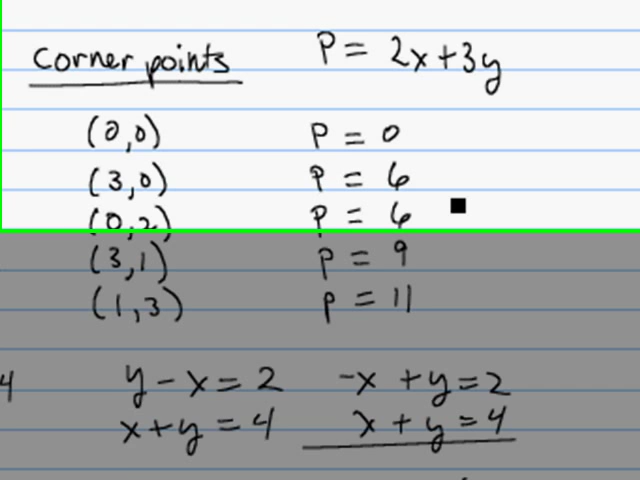 Corner points P = 2x+3y
(0,0) P = 0
(3,0) P = 6
(0,2) P = 6
(3,1) P = 9
(1,3) P = 11
4 y - x = 2 -x + y = 2
x + y = 4 x + y = 4